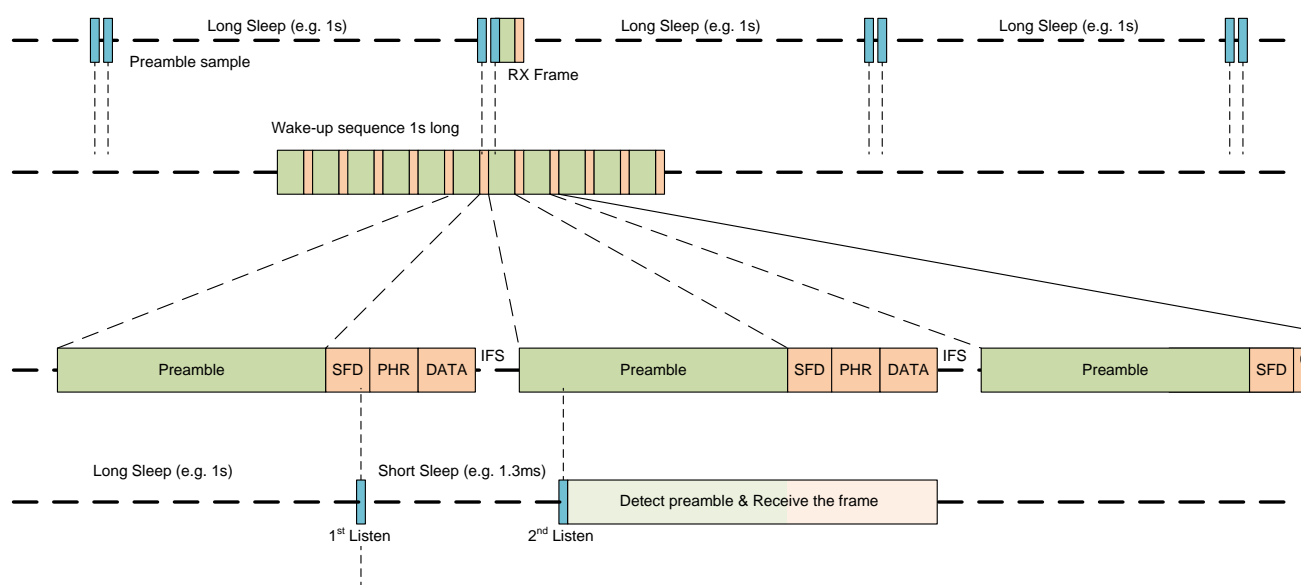 Long Sleep (e.g. 1s)
Long Sleep (e.g. 1s)
Long Sleep (e.g. 1s)
Preamble sample
RX Frame
Wake-up sequence 1s long
Preamble
SFD
PHR
DATA
IFS
Preamble
SFD
PHR
DATA
IFS
Preamble
SFD
Long Sleep (e.g. 1s)
Short Sleep (e.g. 1.3ms)
Detect preamble & Receive the frame
1st Listen
2nd Listen